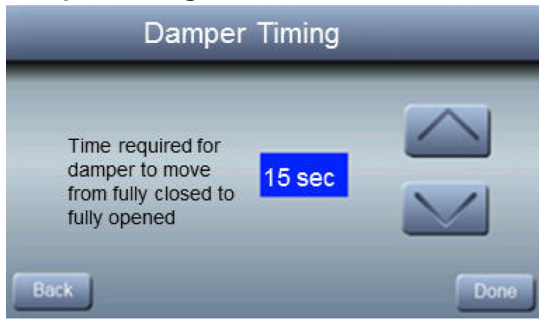 Damper Timing
Time required for
damper to move
from fully closed to
fully opened
15 sec
Back
Done